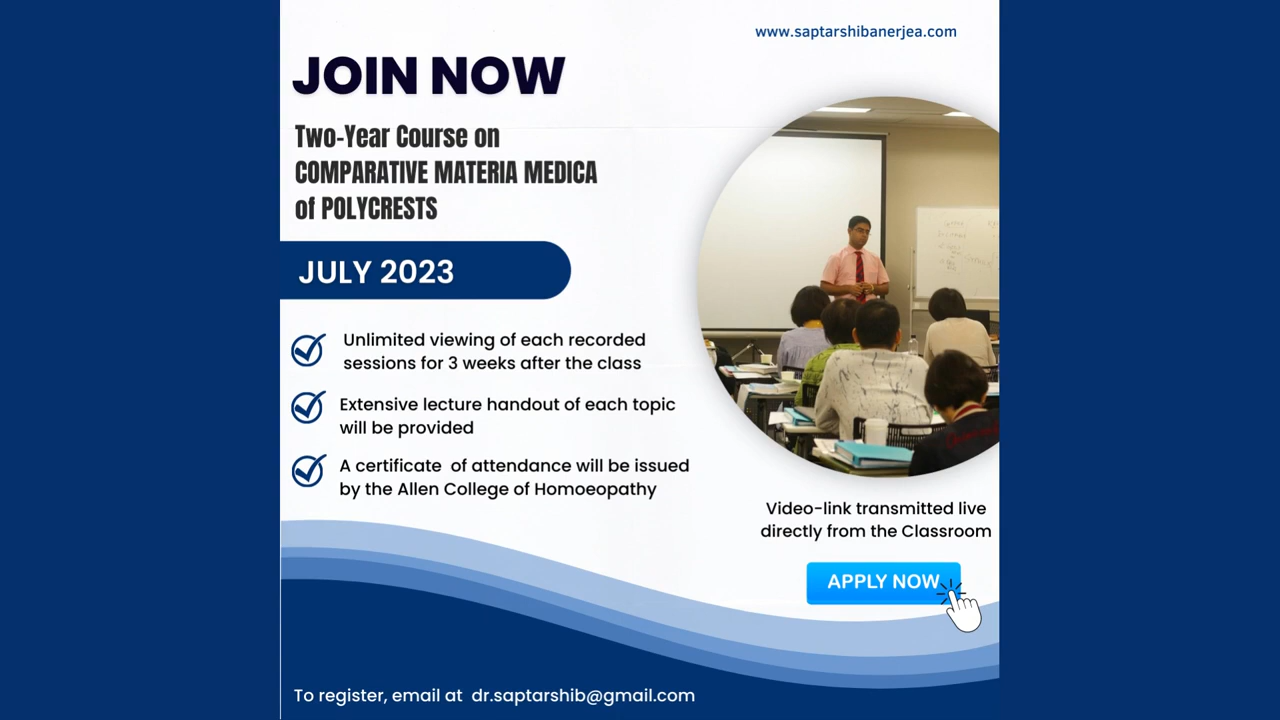 www.saptarshibanerjea.com
JOIN NOW
Two-Year Course on
COMPARATIVE MATERIA MEDICA
of POLYCRESTS
JULY 2023
Unlimited viewing of each recorded
sessions for 3 weeks after the class
Extensive lecture handout of each topic
will be provided
A certificate of attendance will be issued
by the Allen College of Homoeopathy
Video-link transmitted live
directly from the Classroom
APPLY NOW
To register, email at dr.saptarshib@gmail.com